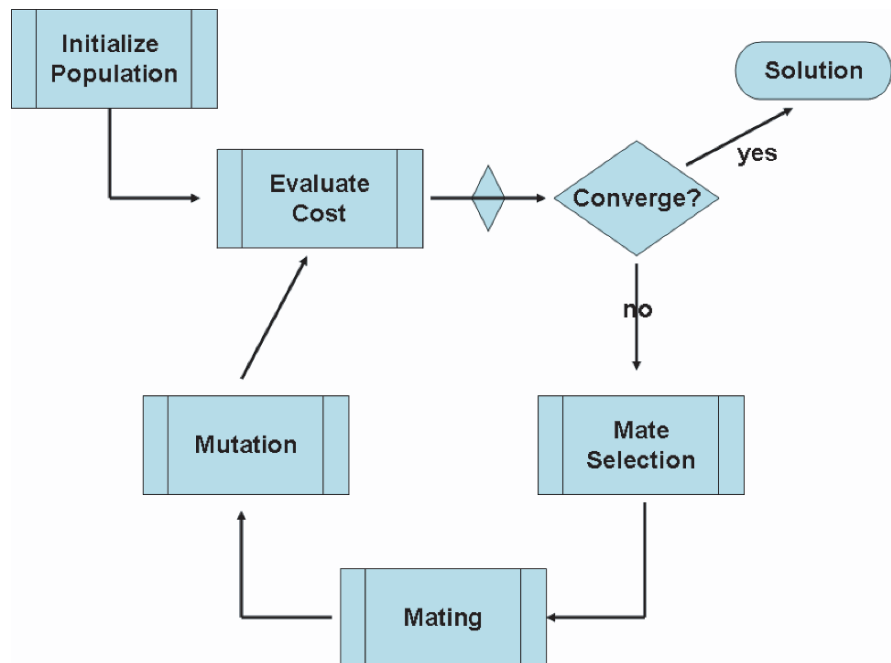 Initialize
Population
Solution
yes
Evaluate
Cost
Converge?
no
Mate
Selection
Mutation
Mating